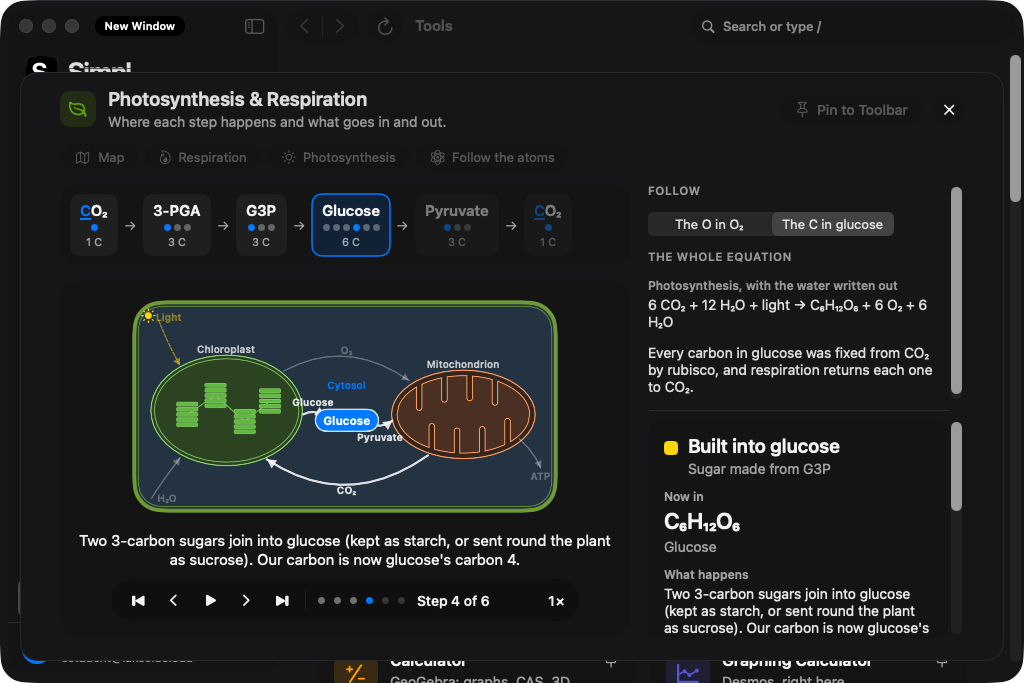 New Window
Tools
Search or type /
Simpl
Photosynthesis & Respiration
Where each step happens and what goes in and out.
Pin to Toolbar
Map
Respiration
Photosynthesis
Follow the atoms
CO₂
1 C
3-PGA
3 C
G3P
3 C
Glucose
6 C
Pyruvate
3 C
CO₂
1 C
Light
Chloroplast
O₂
Mitochondrion
Cytosol
Glucose
Glucose
Pyruvate
ATP
H₂O
CO₂
Two 3-carbon sugars join into glucose (kept as starch, or sent round the plant
as sucrose). Our carbon is now glucose's carbon 4.
Step 4 of 6
1×
FOLLOW
The O in O₂
The C in glucose
THE WHOLE EQUATION
Photosynthesis, with the water written out
6 CO₂ + 12 H₂O + light → C₆H₁₂O₆ + 6 O₂ + 6
H₂O
Every carbon in glucose was fixed from CO₂
by rubisco, and respiration returns each one
to CO₂.
Built into glucose
Sugar made from G3P
Now in
C₆H₁₂O₆
Glucose
What happens
Two 3-carbon sugars join into glucose
(kept as starch, or sent round the plant
as sucrose). Our carbon is now glucose's
Calculator
GeoGebra: graphs, CAS, 3D
Graphing Calculator
Desmos, right here